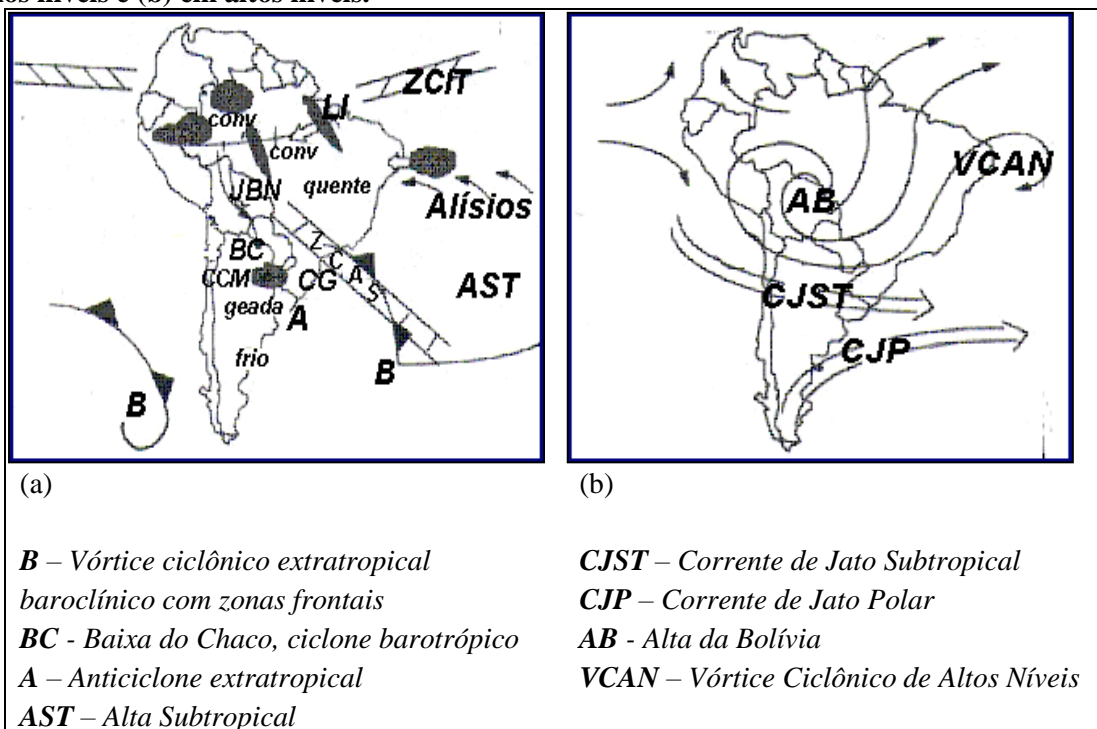 nos níveis e (b) em altos níveis.
ZCIT
LI
conv
conv
JBN
quente
Alísios
BC
ZCAS
CCM
CG
AST
geada
A
frio
B
B
VCAN
AB
CJST
CJP
(a) (b)
B – Vórtice ciclônico extratropical
baroclínico com zonas frontais
BC - Baixa do Chaco, ciclone barotrópico
A – Anticiclone extratropical
AST – Alta Subtropical
CJST – Corrente de Jato Subtropical
CJP – Corrente de Jato Polar
AB - Alta da Bolívia
VCAN – Vórtice Ciclônico de Altos Níveis